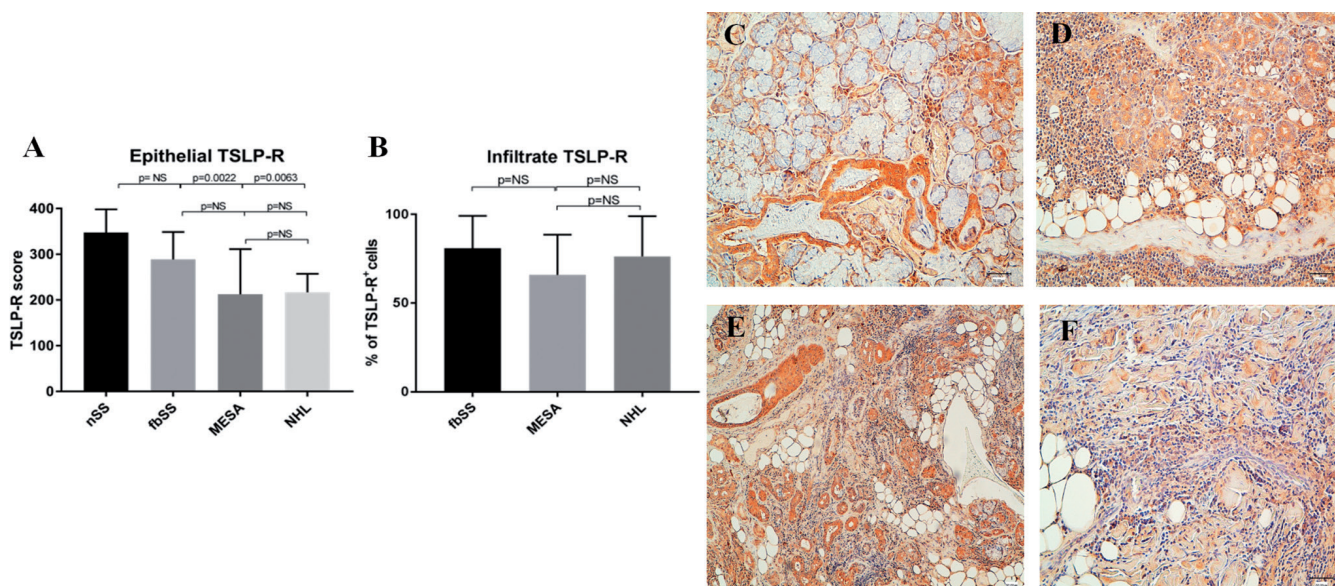 A
Epithelial TSLP-R
p= NS p=0.0022 p=0.0063
p=NS p=NS
p=NS
TSLP-R score
400
300
200
100
0
nSS fbSS MESA NHL
B
Infiltrate TSLP-R
p=NS p=NS
p=NS
% of TSLP-R+cells
100
50
0
fbSS MESA NHL
C
D
E
F